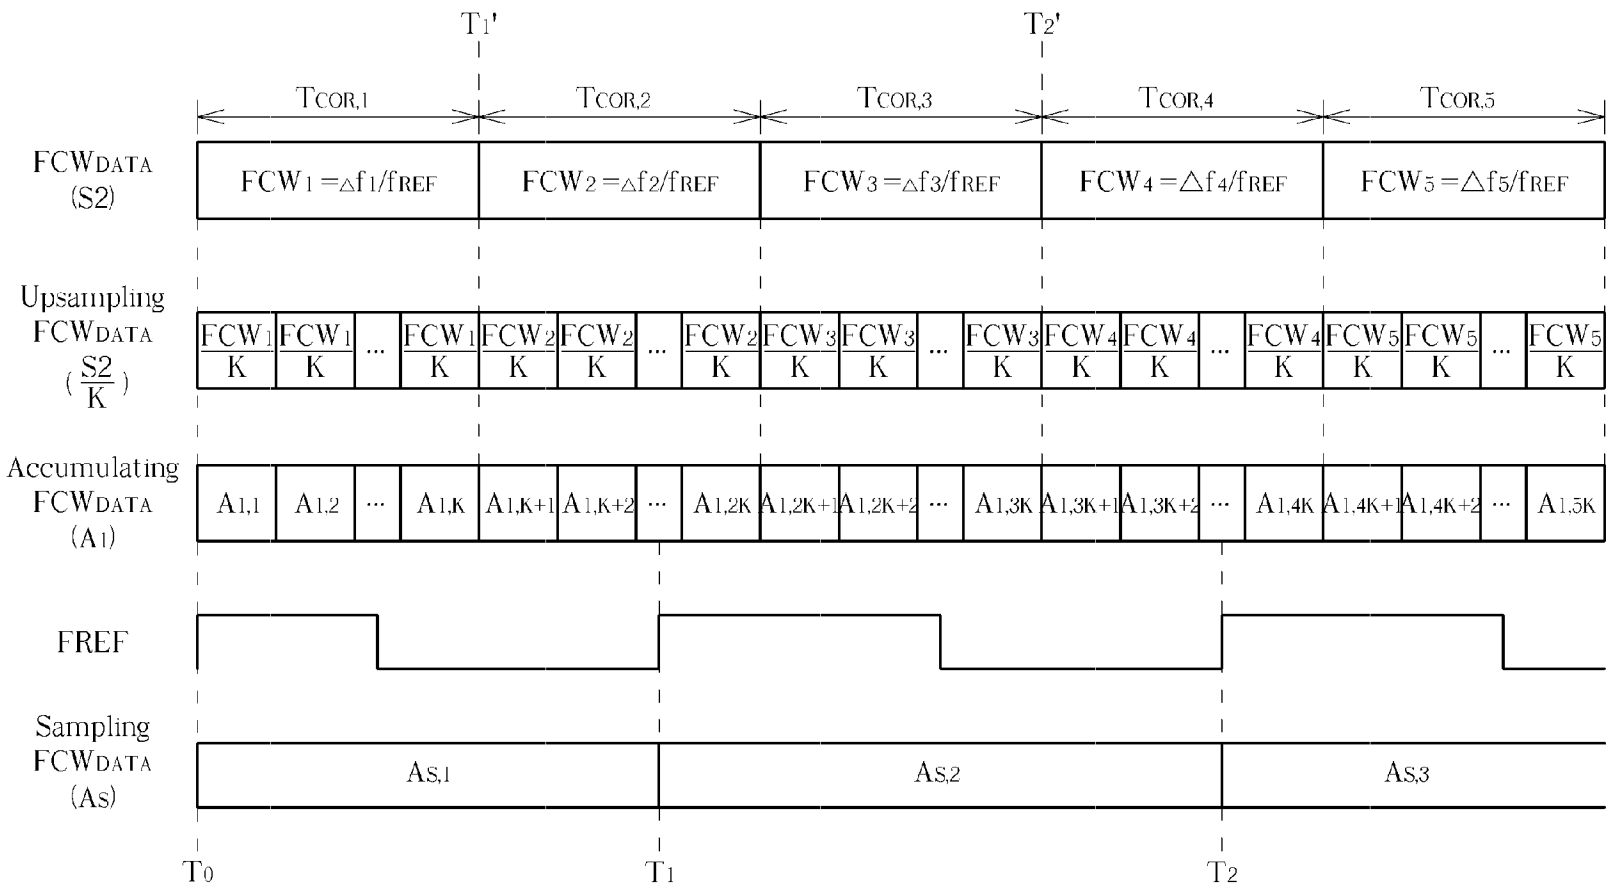 T1' T2'
TCOR,1 TCOR,2 TCOR,3 TCOR,4 TCOR,5
FCWDATA
(S2)
FCW1=△f1/fREF FCW2=△f2/fREF FCW3=△f3/fREF FCW4=△f4/fREF FCW5=△f5/fREF
Upsampling
FCWDATA
(S2/K)
FCW1/K FCW1/K ... FCW1/K FCW2/K FCW2/K ... FCW2/K FCW3/K FCW3/K ... FCW3/K FCW4/K FCW4/K ... FCW4/K FCW5/K FCW5/K ... FCW5/K
Accumulating
FCWDATA
(A1)
A1,1 A1,2 ... A1,K A1,K+1 A1,K+2 ... A1,2K A1,2K+1 A1,2K+2 ... A1,3K A1,3K+1 A1,3K+2 ... A1,4K A1,4K+1 A1,4K+2 ... A1,5K
FREF
Sampling
FCWDATA
(AS)
AS,1 AS,2 AS,3
T0 T1 T2